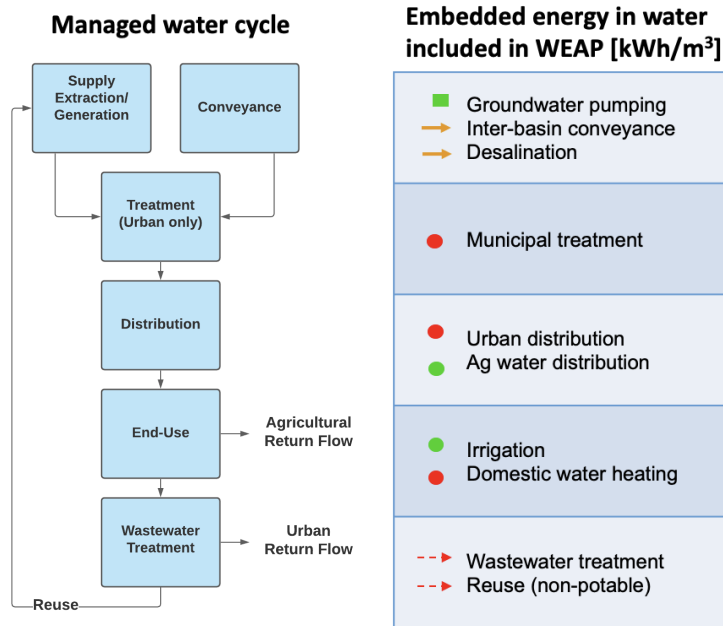 Managed water cycle
Supply
Extraction/
Generation
Conveyance
Treatment
(Urban only)
Distribution
End-Use
Agricultural
Return Flow
Wastewater
Treatment
Urban
Return Flow
Reuse
Embedded energy in water
included in WEAP [kWh/m³]
Groundwater pumping
Inter-basin conveyance
Desalination
Municipal treatment
Urban distribution
Ag water distribution
Irrigation
Domestic water heating
Wastewater treatment
Reuse (non-potable)